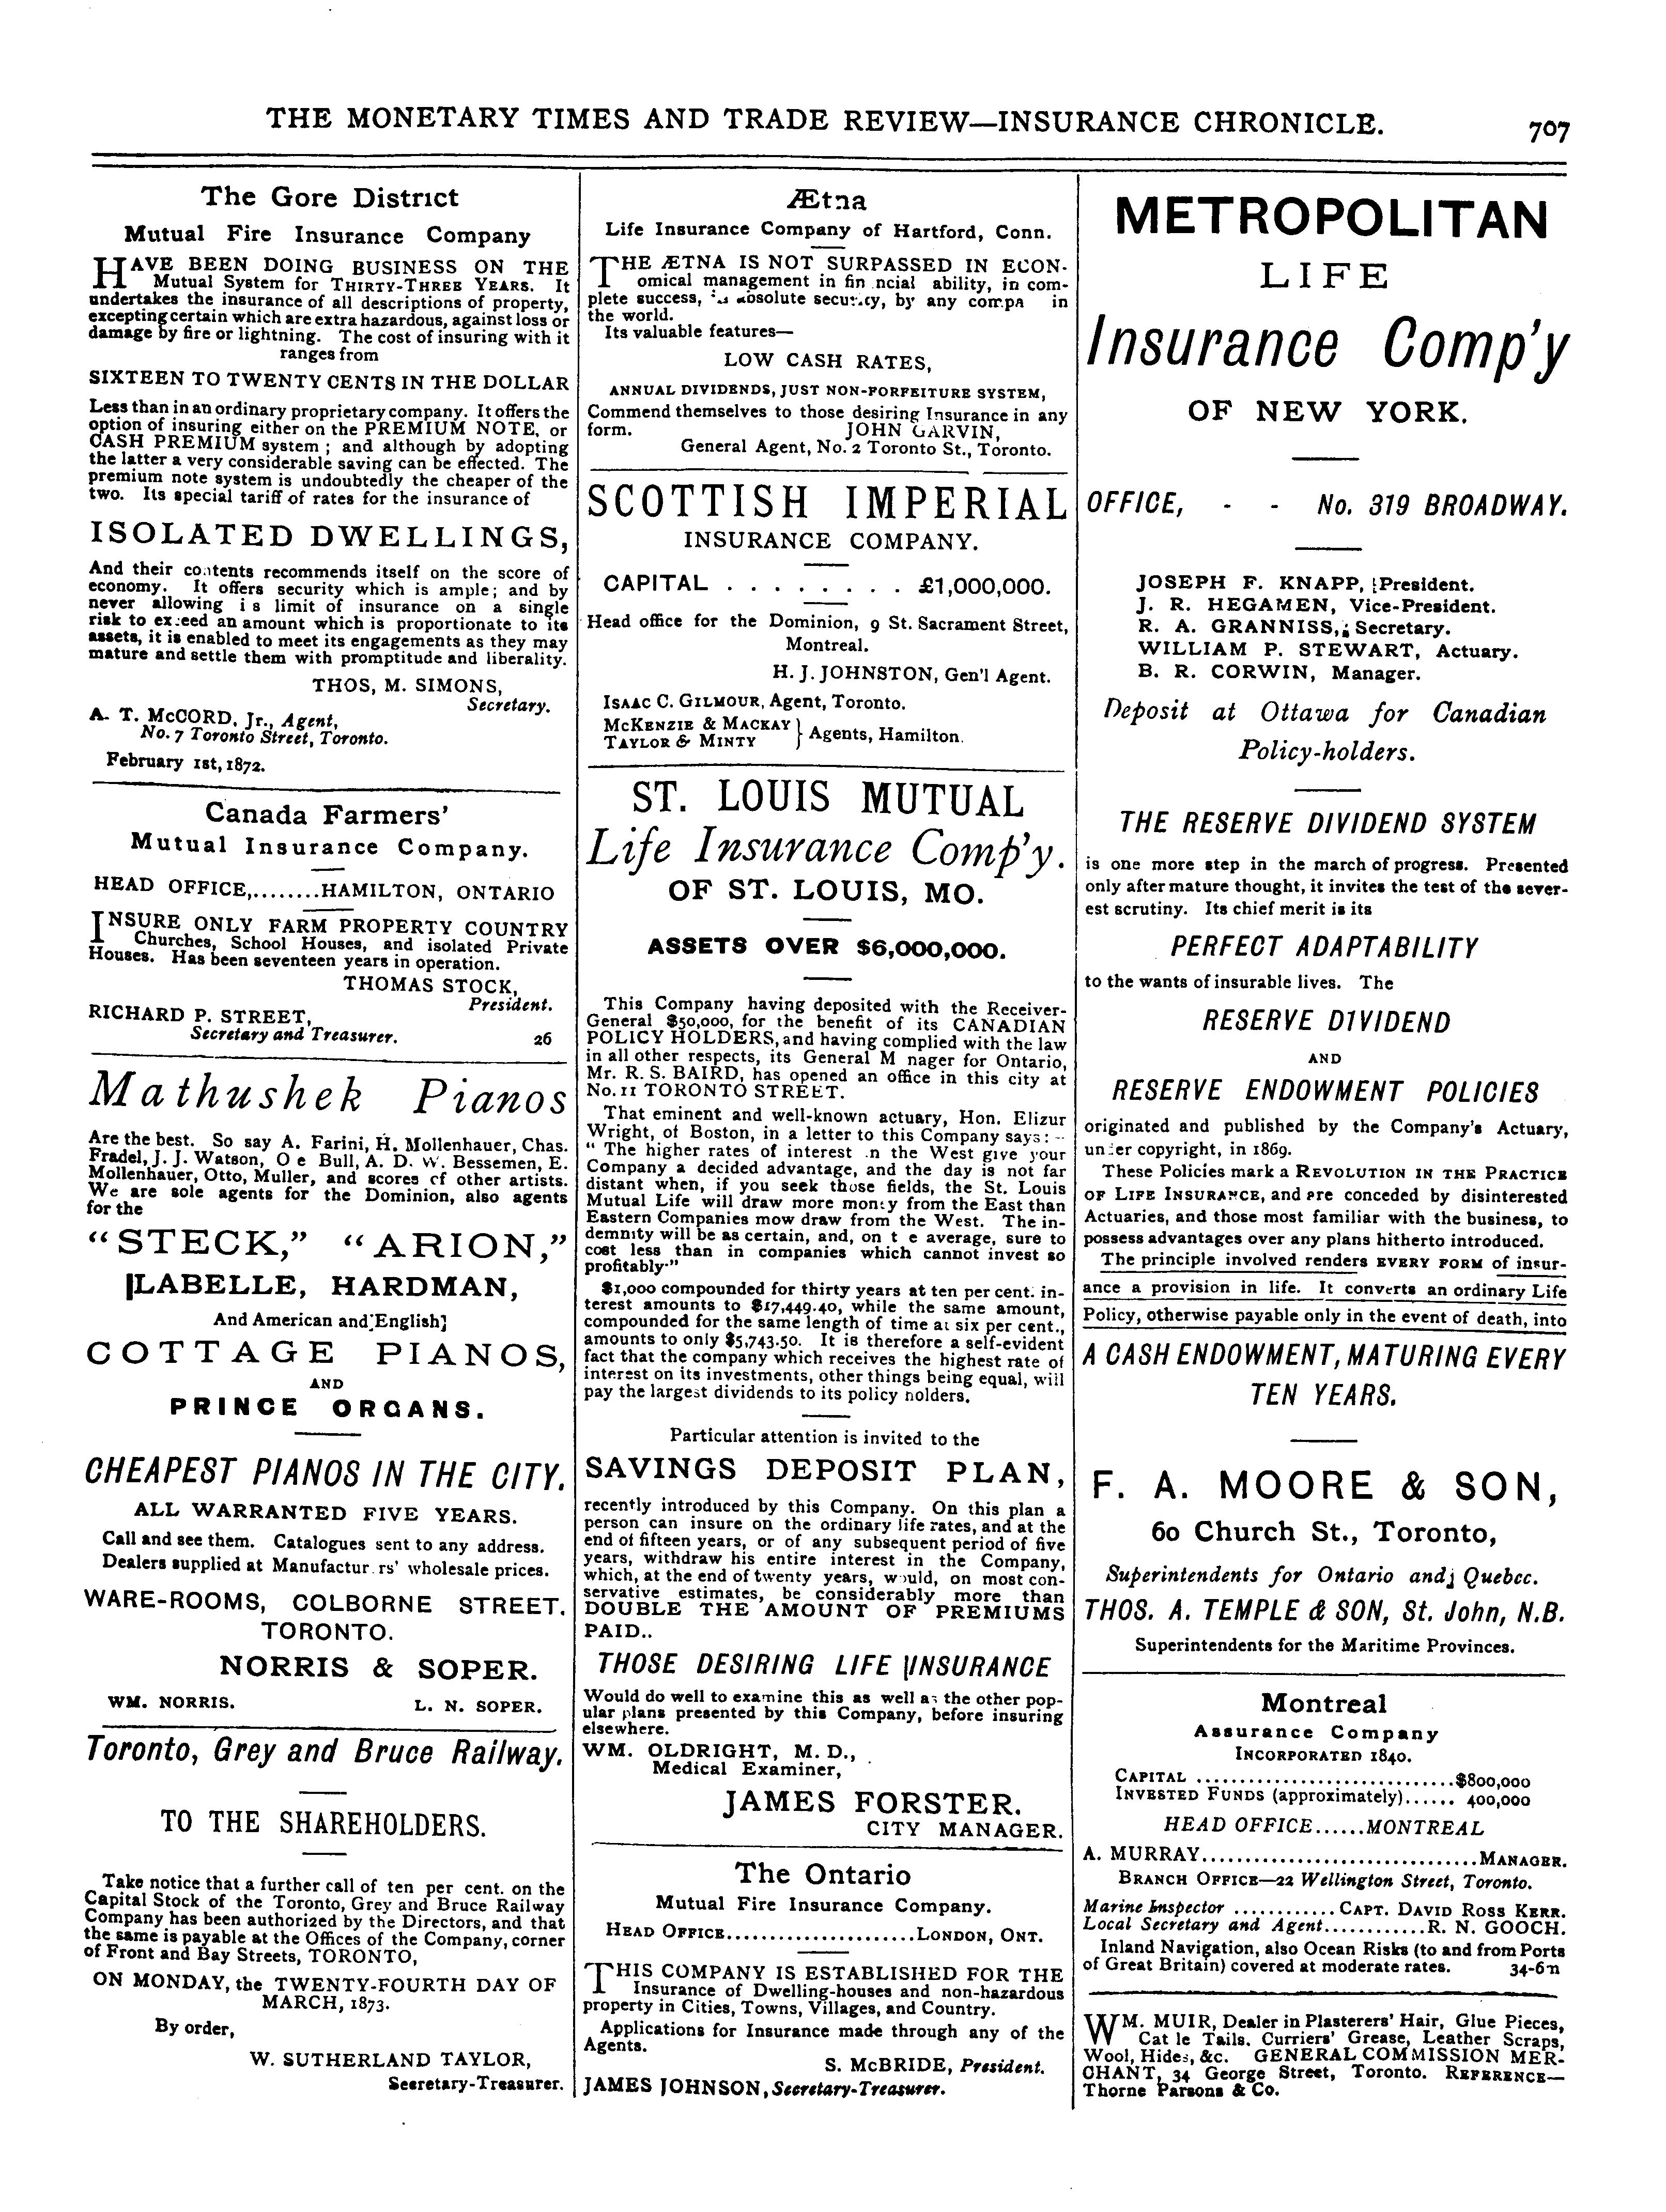 THE MONETARY TIMES AND TRADE REVIEW—INSURANCE CHRONICLE.
707
The Gore District
Mutual Fire Insurance Company
HAVE BEEN DOING BUSINESS ON THE
Mutual System for THIRTY-THREE YEARS. It
undertakes the insurance of all descriptions of property,
excepting certain which are extra hazardous, against loss or
damage by fire or lightning. The cost of insuring with it
ranges from
SIXTEEN TO TWENTY CENTS IN THE DOLLAR
Less than in an ordinary proprietary company. It offers the
option of insuring either on the PREMIUM NOTE, or
CASH PREMIUM system; and although by adopting
the latter a very considerable saving can be effected. The
premium note system is undoubtedly the cheaper of the
two. Its special tariff of rates for the insurance of
ISOLATED DWELLINGS,
And their contents recommends itself on the score of
economy. It offers security which is ample; and by
never allowing i s limit of insurance on a single
risk to exceed an amount which is proportionate to its
assets, it is enabled to meet its engagements as they may
mature and settle them with promptitude and liberality.
THOS, M. SIMONS,
Secretary.
A. T. McCORD, Jr., Agent,
No. 7 Toronto Street, Toronto.
February 1st, 1872.
Canada Farmers'
Mutual Insurance Company.
HEAD OFFICE,........HAMILTON, ONTARIO
INSURE ONLY FARM PROPERTY COUNTRY
Churches, School Houses, and isolated Private
Houses. Has been seventeen years in operation.
THOMAS STOCK,
President.
RICHARD P. STREET,
Secretary and Treasurer. 26
Mathushek Pianos
Are the best. So say A. Farini, H. Mollenhauer, Chas.
Fradel, J. J. Watson, O e Bull, A. D. W. Bessemen, E.
Mollenhauer, Otto, Muller, and scores of other artists.
We are sole agents for the Dominion, also agents
for the
"STECK," "ARION,"
LABELLE, HARDMAN,
And American and English
COTTAGE PIANOS,
AND
PRINCE ORGANS.
CHEAPEST PIANOS IN THE CITY.
ALL WARRANTED FIVE YEARS.
Call and see them. Catalogues sent to any address.
Dealers supplied at Manufactur rs' wholesale prices.
WARE-ROOMS, COLBORNE STREET.
TORONTO.
NORRIS & SOPER.
WM. NORRIS. L. N. SOPER.
Toronto, Grey and Bruce Railway.
TO THE SHAREHOLDERS.
Take notice that a further call of ten per cent. on the
Capital Stock of the Toronto, Grey and Bruce Railway
Company has been authorized by the Directors, and that
the same is payable at the Offices of the Company, corner
of Front and Bay Streets, TORONTO,
ON MONDAY, the TWENTY-FOURTH DAY OF
MARCH, 1873.
By order,
W. SUTHERLAND TAYLOR,
Secretary-Treasurer.
Ætna
Life Insurance Company of Hartford, Conn.
THE ÆTNA IS NOT SURPASSED IN ECON-
omical management in fin ncial ability, in com-
plete success, absolute security, by any compa in
the world.
Its valuable features—
LOW CASH RATES,
ANNUAL DIVIDENDS, JUST NON-FORFEITURE SYSTEM,
Commend themselves to those desiring Insurance in any
form. JOHN GARVIN,
General Agent, No. 2 Toronto St., Toronto.
SCOTTISH IMPERIAL
INSURANCE COMPANY.
CAPITAL . . . . . . . . £1,000,000.
Head office for the Dominion, 9 St. Sacrament Street,
Montreal.
H. J. JOHNSTON, Gen'l Agent.
ISAAC C. GILMOUR, Agent, Toronto.
MCKENZIE & MACKAY
TAYLOR & MINTY } Agents, Hamilton.
ST. LOUIS MUTUAL
Life Insurance Comp'y.
OF ST. LOUIS, MO.
ASSETS OVER $6,000,000.
This Company having deposited with the Receiver-
General $50,000, for the benefit of its CANADIAN
POLICY HOLDERS, and having complied with the law
in all other respects, its General M nager for Ontario,
Mr. R. S. BAIRD, has opened an office in this city at
No. 11 TORONTO STREET.
That eminent and well-known actuary, Hon. Elizur
Wright, of Boston, in a letter to this Company says:--
" The higher rates of interest in the West give your
Company a decided advantage, and the day is not far
distant when, if you seek those fields, the St. Louis
Mutual Life will draw more money from the East than
Eastern Companies mow draw from the West. The in-
demnity will be as certain, and, on t e average, sure to
cost less than in companies which cannot invest so
profitably."
$1,000 compounded for thirty years at ten per cent. in-
terest amounts to $17,449.40, while the same amount,
compounded for the same length of time at six per cent.,
amounts to only $5,743.50. It is therefore a self-evident
fact that the company which receives the highest rate of
interest on its investments, other things being equal, will
pay the largest dividends to its policy holders.
Particular attention is invited to the
SAVINGS DEPOSIT PLAN,
recently introduced by this Company. On this plan a
person can insure on the ordinary life rates, and at the
end of fifteen years, or of any subsequent period of five
years, withdraw his entire interest in the Company,
which, at the end of twenty years, would, on most con-
servative estimates, be considerably more than
DOUBLE THE AMOUNT OF PREMIUMS
PAID..
THOSE DESIRING LIFE INSURANCE
Would do well to examine this as well as the other pop-
ular plans presented by this Company, before insuring
elsewhere.
WM. OLDRIGHT, M. D.,
Medical Examiner,
JAMES FORSTER.
CITY MANAGER.
The Ontario
Mutual Fire Insurance Company.
HEAD OFFICE......................LONDON, ONT.
THIS COMPANY IS ESTABLISHED FOR THE
Insurance of Dwelling-houses and non-hazardous
property in Cities, Towns, Villages, and Country.
Applications for Insurance made through any of the
Agents.
S. McBRIDE, President.
JAMES JOHNSON, Secretary-Treasurer.
METROPOLITAN
LIFE
Insurance Comp'y
OF NEW YORK.
OFFICE, - - No. 319 BROADWAY.
JOSEPH F. KNAPP, President.
J. R. HEGAMEN, Vice-President.
R. A. GRANNISS, Secretary.
WILLIAM P. STEWART, Actuary.
B. R. CORWIN, Manager.
Deposit at Ottawa for Canadian
Policy-holders.
THE RESERVE DIVIDEND SYSTEM
is one more step in the march of progress. Presented
only after mature thought, it invites the test of the sever-
est scrutiny. Its chief merit is its
PERFECT ADAPTABILITY
to the wants of insurable lives. The
RESERVE DIVIDEND
AND
RESERVE ENDOWMENT POLICIES
originated and published by the Company's Actuary,
under copyright, in 1869.
These Policies mark a REVOLUTION IN THE PRACTICE
OF LIFE INSURANCE, and are conceded by disinterested
Actuaries, and those most familiar with the business, to
possess advantages over any plans hitherto introduced.
The principle involved renders EVERY FORM of insur-
ance a provision in life. It converts an ordinary Life
Policy, otherwise payable only in the event of death, into
A CASH ENDOWMENT, MATURING EVERY
TEN YEARS.
F. A. MOORE & SON,
60 Church St., Toronto,
Superintendents for Ontario and Quebec.
THOS. A. TEMPLE & SON, St. John, N.B.
Superintendents for the Maritime Provinces.
Montreal
Assurance Company
INCORPORATED 1840.
CAPITAL ..............................$800,000
INVESTED FUNDS (approximately)...... 400,000
HEAD OFFICE......MONTREAL
A. MURRAY................................MANAGER.
BRANCH OFFICE—22 Wellington Street, Toronto.
Marine Inspector ............CAPT. DAVID ROSS KERR.
Local Secretary and Agent............R. N. GOOCH.
Inland Navigation, also Ocean Risks (to and from Ports
of Great Britain) covered at moderate rates. 34-6m
WM. MUIR, Dealer in Plasterers' Hair, Glue Pieces,
Cat le Tails. Curriers' Grease, Leather Scraps,
Wool, Hides, &c. GENERAL COMMISSION MER-
CHANT, 34 George Street, Toronto. REFERENCE—
Thorne Parsons & Co.